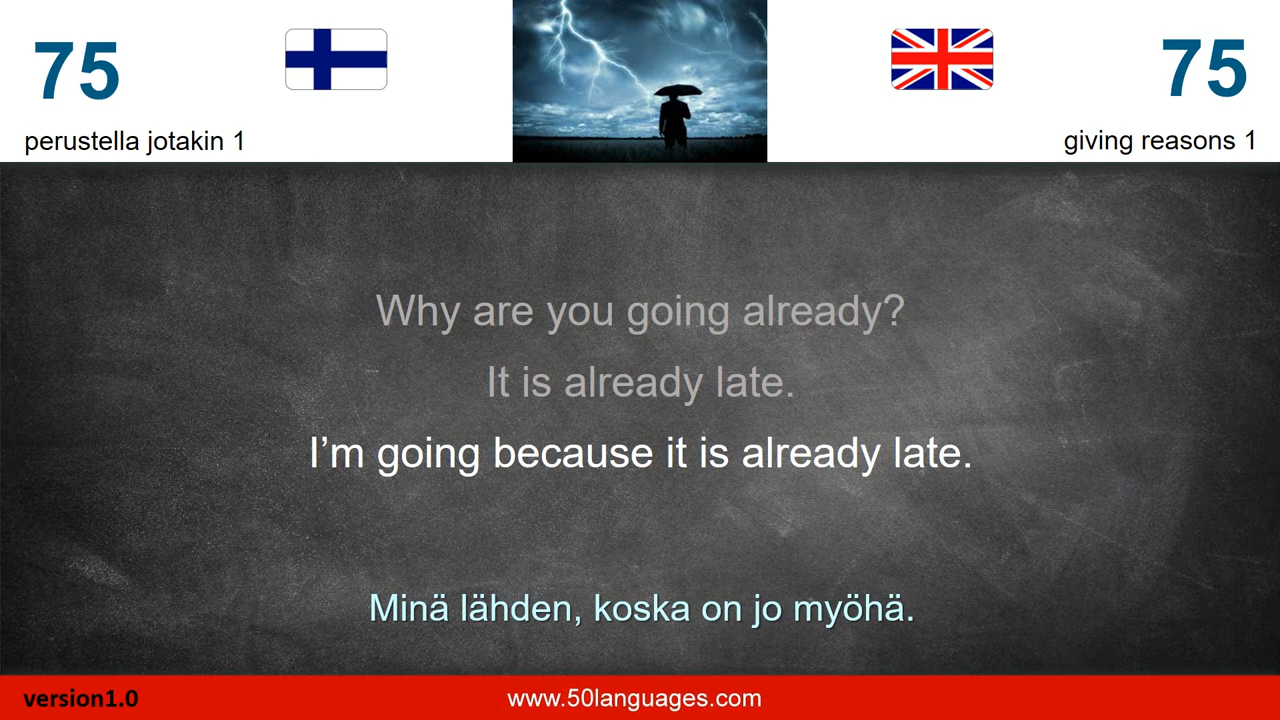 75
75
perustella jotakin 1
giving reasons 1
Why are you going already?
It is already late.
I’m going because it is already late.
Minä lähden, koska on jo myöhä.
version1.0
www.50languages.com